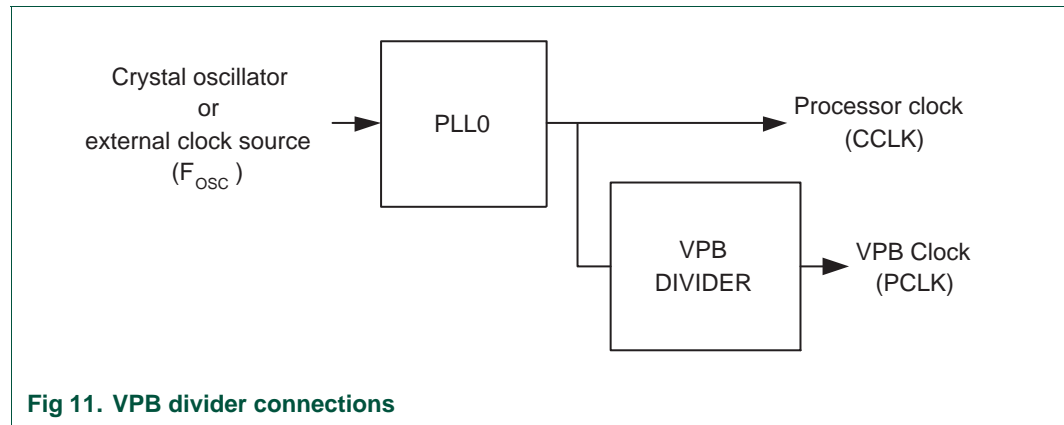 Crystal oscillator
or
external clock source
(FOSC )
PLL0
Processor clock
(CCLK)
VPB
DIVIDER
VPB Clock
(PCLK)
Fig 11. VPB divider connections